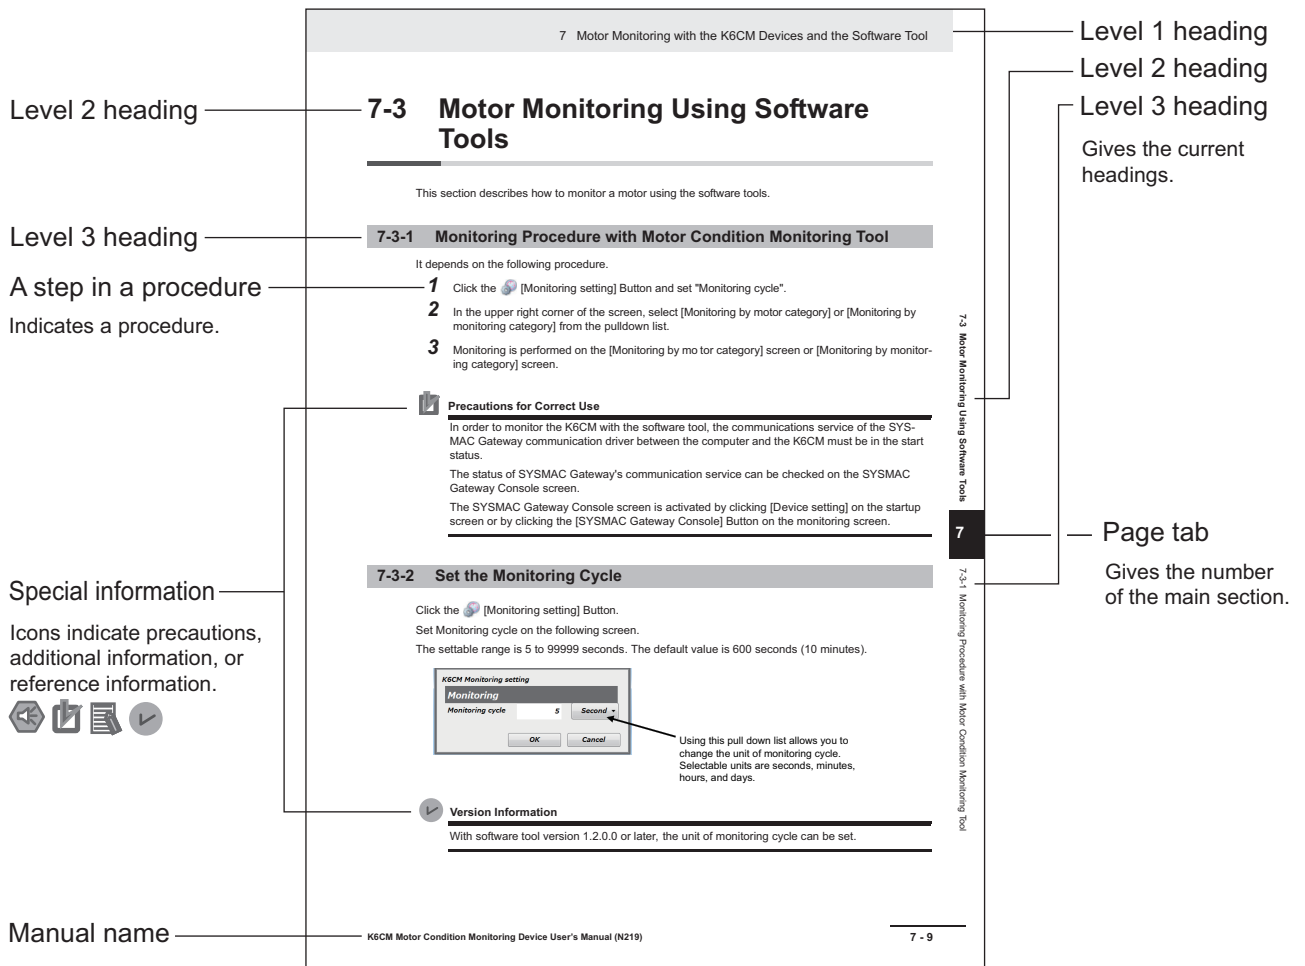 7 Motor Monitoring with the K6CM Devices and the Software Tool
Level 1 heading
Level 2 heading
Level 3 heading
Gives the current
headings.
Level 2 heading
7-3 Motor Monitoring Using Software
Tools
This section describes how to monitor a motor using the software tools.
Level 3 heading
7-3-1 Monitoring Procedure with Motor Condition Monitoring Tool
It depends on the following procedure.
A step in a procedure
Indicates a procedure.
1 Click the [Monitoring setting] Button and set "Monitoring cycle".
2 In the upper right corner of the screen, select [Monitoring by motor category] or [Monitoring by
monitoring category] from the pulldown list.
3 Monitoring is performed on the [Monitoring by mo tor category] screen or [Monitoring by monitor-
ing category] screen.
Precautions for Correct Use
In order to monitor the K6CM with the software tool, the communications service of the SYS-
MAC Gateway communication driver between the computer and the K6CM must be in the start
status.
The status of SYSMAC Gateway's communication service can be checked on the SYSMAC
Gateway Console screen.
The SYSMAC Gateway Console screen is activated by clicking [Device setting] on the startup
screen or by clicking the [SYSMAC Gateway Console] Button on the monitoring screen.
7-3 Motor Monitoring Using Software Tools
7
Page tab
Gives the number
of the main section.
7-3-1 Monitoring Procedure with Motor Condition Monitoring Tool
7-3-2 Set the Monitoring Cycle
Special information
Icons indicate precautions,
additional information, or
reference information.
Click the [Monitoring setting] Button.
Set Monitoring cycle on the following screen.
The settable range is 5 to 99999 seconds. The default value is 600 seconds (10 minutes).
K6CM Monitoring setting
Monitoring
Monitoring cycle 5 Second
OK Cancel
Using this pull down list allows you to
change the unit of monitoring cycle.
Selectable units are seconds, minutes,
hours, and days.
Version Information
With software tool version 1.2.0.0 or later, the unit of monitoring cycle can be set.
Manual name
K6CM Motor Condition Monitoring Device User's Manual (N219)
7 - 9